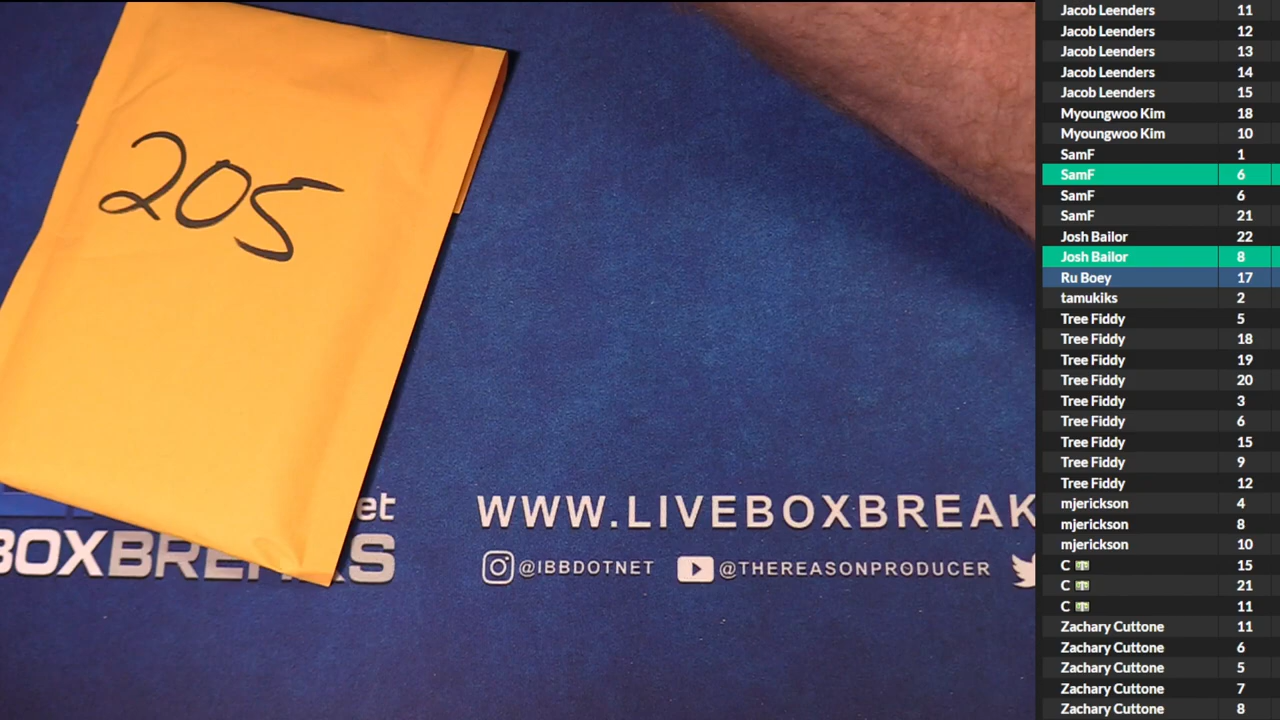 205
et
BOXBREAKS
WWW.LIVEBOXBREAK
@IBBDOTNET
@THEREASONPRODUCER
Jacob Leenders 11
Jacob Leenders 12
Jacob Leenders 13
Jacob Leenders 14
Jacob Leenders 15
Myoungwoo Kim 18
Myoungwoo Kim 10
SamF 1
SamF 6
SamF 6
SamF 21
Josh Bailor 22
Josh Bailor 8
Ru Boey 17
tamukiks 2
Tree Fiddy 5
Tree Fiddy 18
Tree Fiddy 19
Tree Fiddy 20
Tree Fiddy 3
Tree Fiddy 6
Tree Fiddy 15
Tree Fiddy 9
Tree Fiddy 12
mjerickson 4
mjerickson 8
mjerickson 10
C 💵 15
C 💵 21
C 💵 11
Zachary Cuttone 11
Zachary Cuttone 6
Zachary Cuttone 5
Zachary Cuttone 7
Zachary Cuttone 8